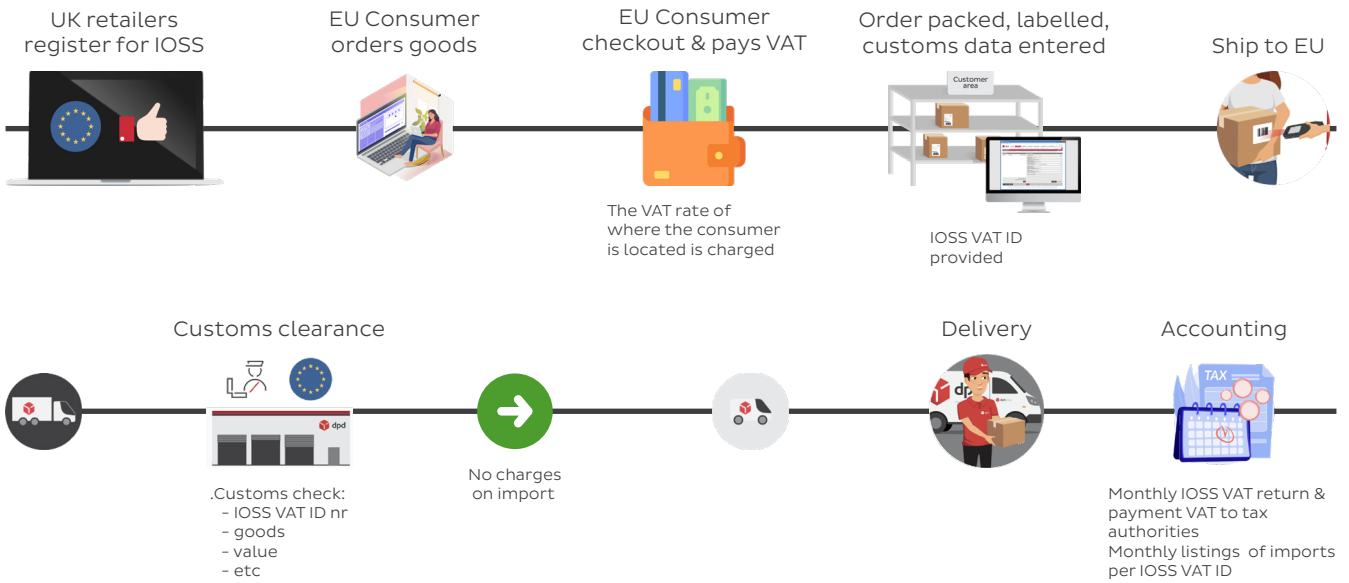 UK retailers
register for IOSS
EU Consumer
orders goods
EU Consumer
checkout & pays VAT
Order packed, labelled,
customs data entered
Ship to EU
Customer
area
The VAT rate of
where the consumer
is located is charged
IOSS VAT ID
provided
Customs clearance
Delivery
Accounting
dpd
dpd
TAX
No charges
on import
.Customs check:
- IOSS VAT ID nr
- goods
- value
- etc
Monthly IOSS VAT return &
payment VAT to tax
authorities
Monthly listings of imports
per IOSS VAT ID